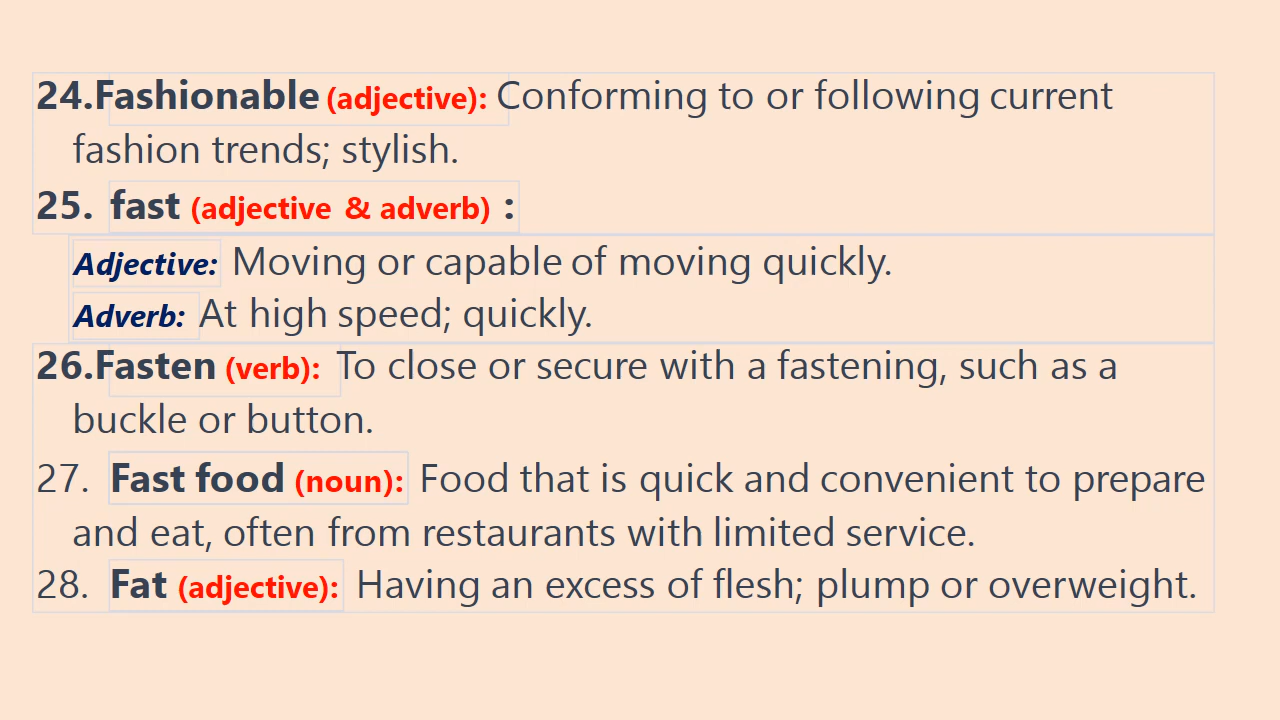 24.Fashionable (adjective): Conforming to or following current
fashion trends; stylish.
25. fast (adjective & adverb) :
Adjective: Moving or capable of moving quickly.
Adverb: At high speed; quickly.
26.Fasten (verb): To close or secure with a fastening, such as a
buckle or button.
27. Fast food (noun): Food that is quick and convenient to prepare
and eat, often from restaurants with limited service.
28. Fat (adjective): Having an excess of flesh; plump or overweight.